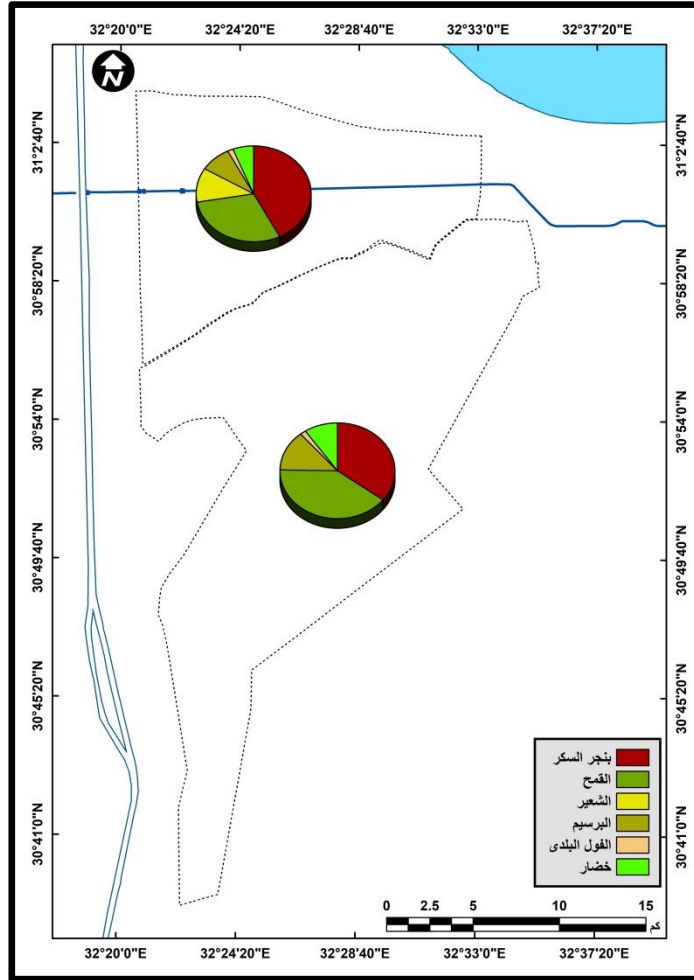 32°20'0"E 32°24'20"E 32°28'40"E 32°33'0"E 32°37'20"E
N
31°2'40"N 31°2'40"N
30°58'20"N 30°58'20"N
30°54'0"N 30°54'0"N
30°49'40"N 30°49'40"N
30°45'20"N 30°45'20"N
30°41'0"N 30°41'0"N
بنجر السكر
القمح
الشعير
البرسيم
الفول البلدى
خضار
0 2.5 5 10 15
كم
32°20'0"E 32°24'20"E 32°28'40"E 32°33'0"E 32°37'20"E